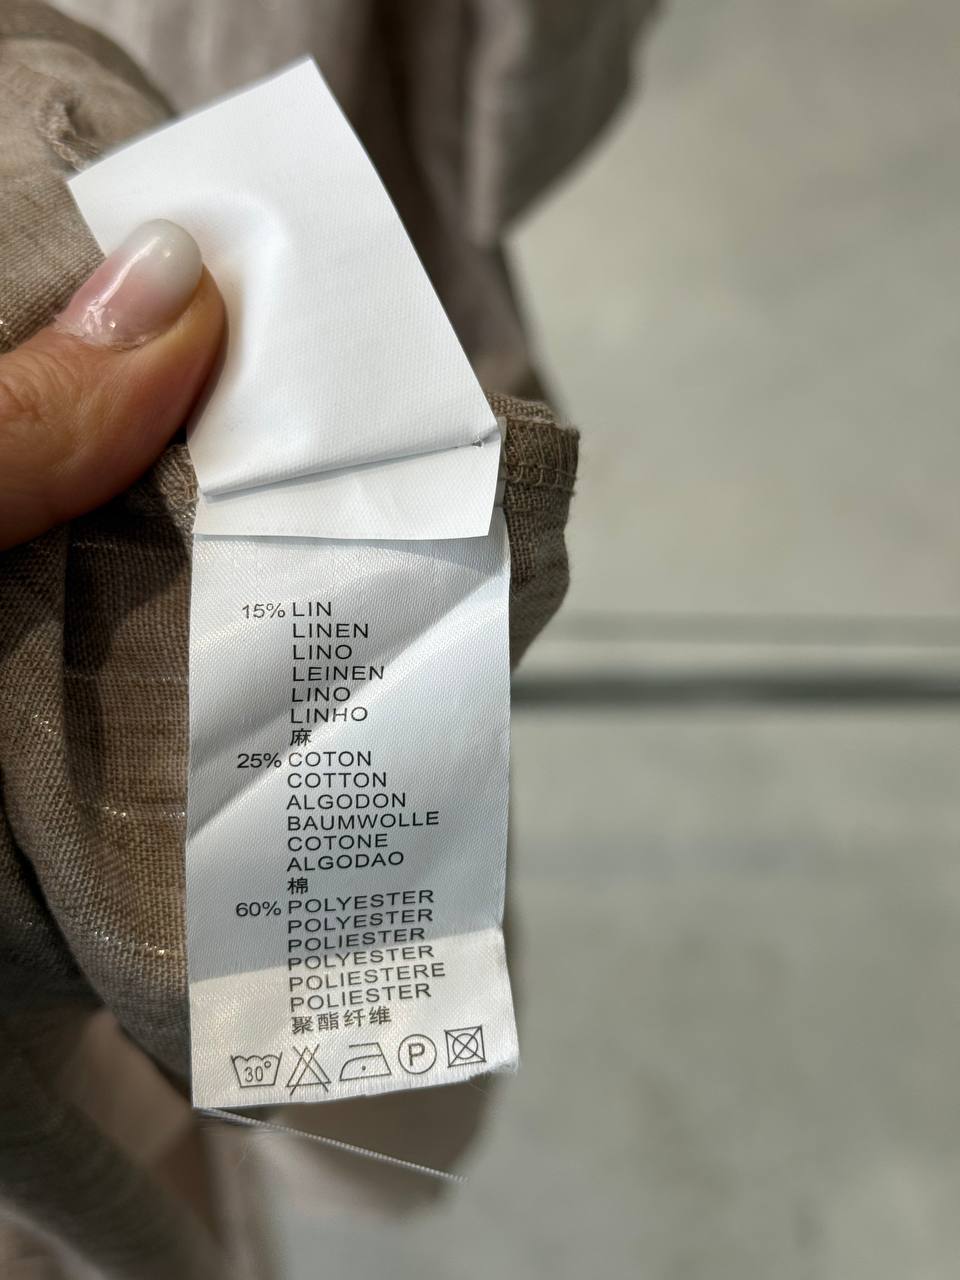 15% LIN
LINEN
LINO
LEINEN
LINO
LINHO
麻
25% COTON
COTTON
ALGODON
BAUMWOLLE
COTONE
ALGODAO
棉
60% POLYESTER
POLYESTER
POLIESTER
POLYESTER
POLIESTERE
POLIESTER
聚酯纤维
30° P